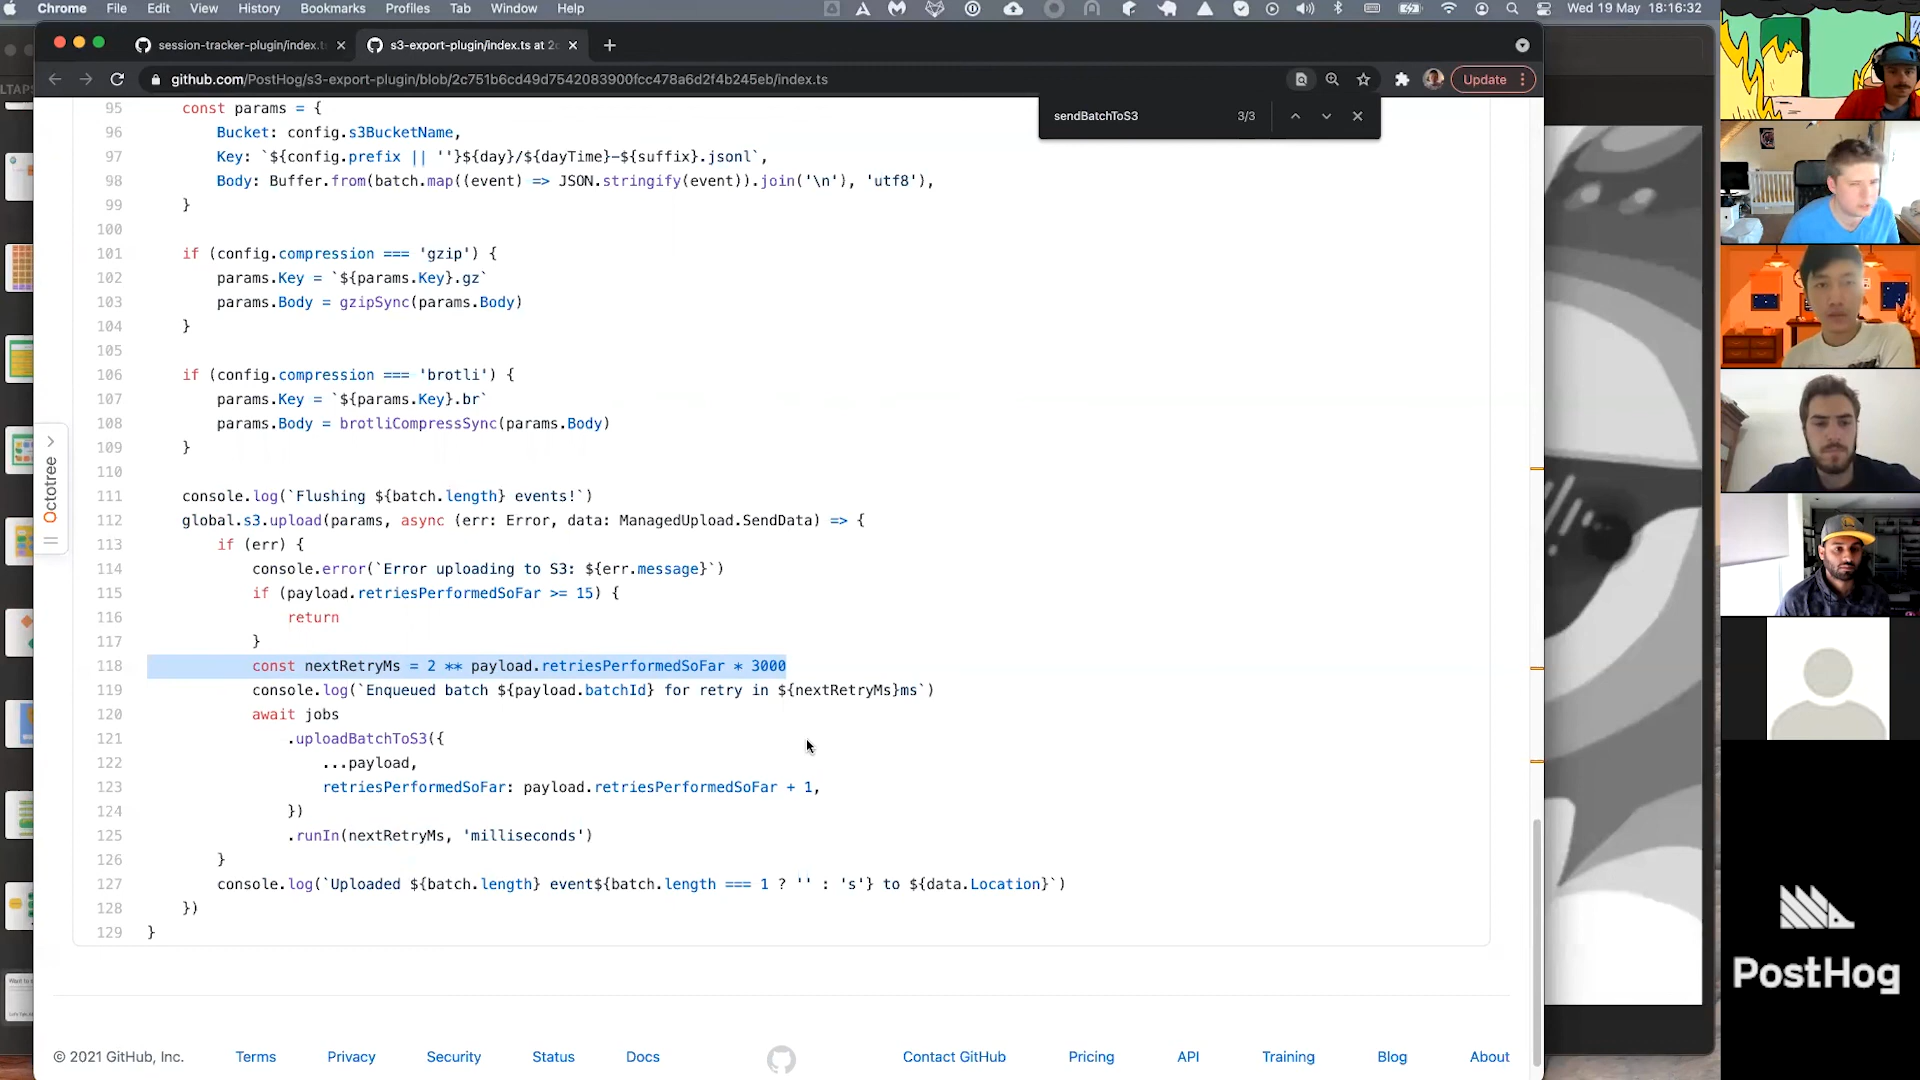 Chrome File Edit View History Bookmarks Profiles Tab Window Help Wed 19 May 18:16:32
session-tracker-plugin/index.t
s3-export-plugin/index.ts at 2c
github.com/PostHog/s3-export-plugin/blob/2c751b6cd49d7542083900fcc478a6d2f4b245eb/index.ts
Update
sendBatchToS3 3/3
95 const params = {
96 Bucket: config.s3BucketName,
97 Key: `${config.prefix || ''}${day}/${dayTime}-${suffix}.jsonl`,
98 Body: Buffer.from(batch.map((event) => JSON.stringify(event)).join('\n'), 'utf8'),
99 }
100
101 if (config.compression === 'gzip') {
102 params.Key = `${params.Key}.gz`
103 params.Body = gzipSync(params.Body)
104 }
105
106 if (config.compression === 'brotli') {
107 params.Key = `${params.Key}.br`
108 params.Body = brotliCompressSync(params.Body)
109 }
110
111 console.log(`Flushing ${batch.length} events!`)
112 global.s3.upload(params, async (err: Error, data: ManagedUpload.SendData) => {
113 if (err) {
114 console.error(`Error uploading to S3: ${err.message}`)
115 if (payload.retriesPerformedSoFar >= 15) {
116 return
117 }
118 const nextRetryMs = 2 ** payload.retriesPerformedSoFar * 3000
119 console.log(`Enqueued batch ${payload.batchId} for retry in ${nextRetryMs}ms`)
120 await jobs
121 .uploadBatchToS3({
122 ...payload,
123 retriesPerformedSoFar: payload.retriesPerformedSoFar + 1,
124 })
125 .runIn(nextRetryMs, 'milliseconds')
126 }
127 console.log(`Uploaded ${batch.length} event${batch.length === 1 ? '' : 's'} to ${data.Location}`)
128 })
129 }
Octotree
© 2021 GitHub, Inc. Terms Privacy Security Status Docs Contact GitHub Pricing API Training Blog About
PostHog